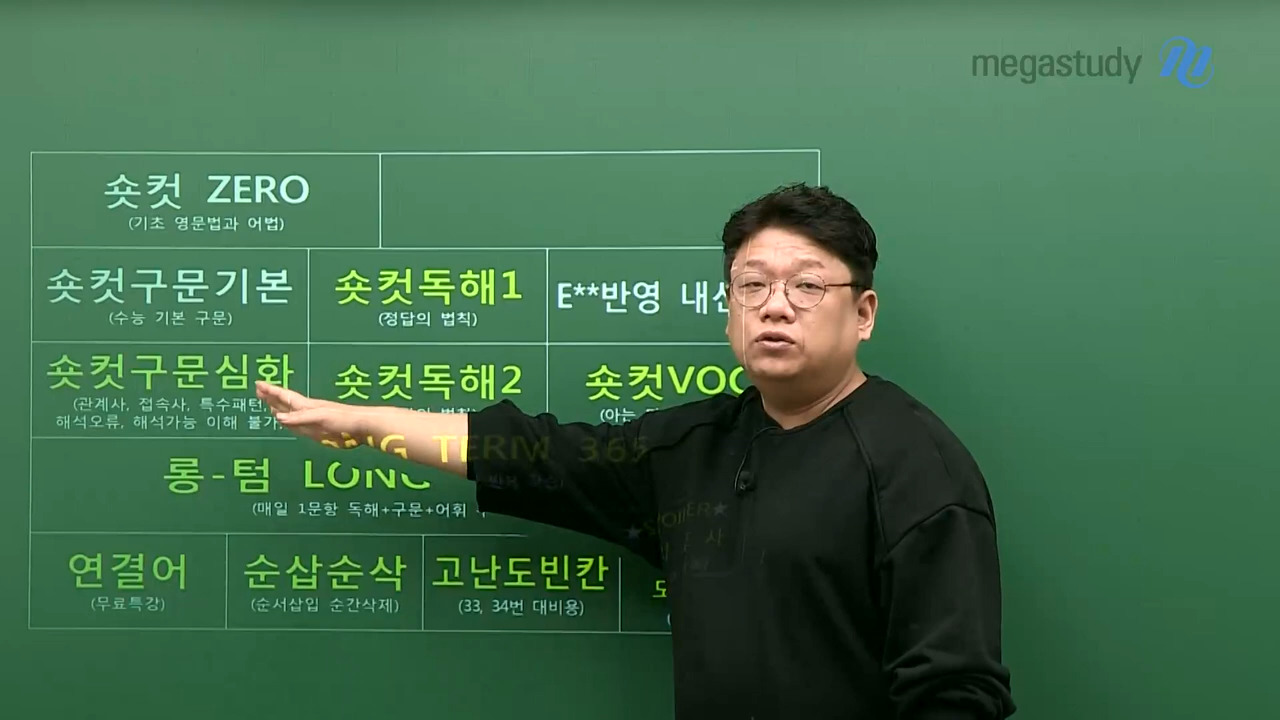 megastudy
숏컷 ZERO
(기초 영문법과 어법)
숏컷구문기본
(수능 기본 구문)
숏컷독해1
(정답의 법칙)
E**반영
숏컷구문심화
(관계사, 접속사, 특수패턴,
해석오류, 해석가능 이해
숏컷독해2
숏컷VOC
(아는
롱-텀 LONG
TERM 365
(매일 1문항 독해+구문+어휘
연결어
(무료특강)
순삽순삭
(순서삽입 순간삭제)
고난도빈칸
(33, 34번 대비용)